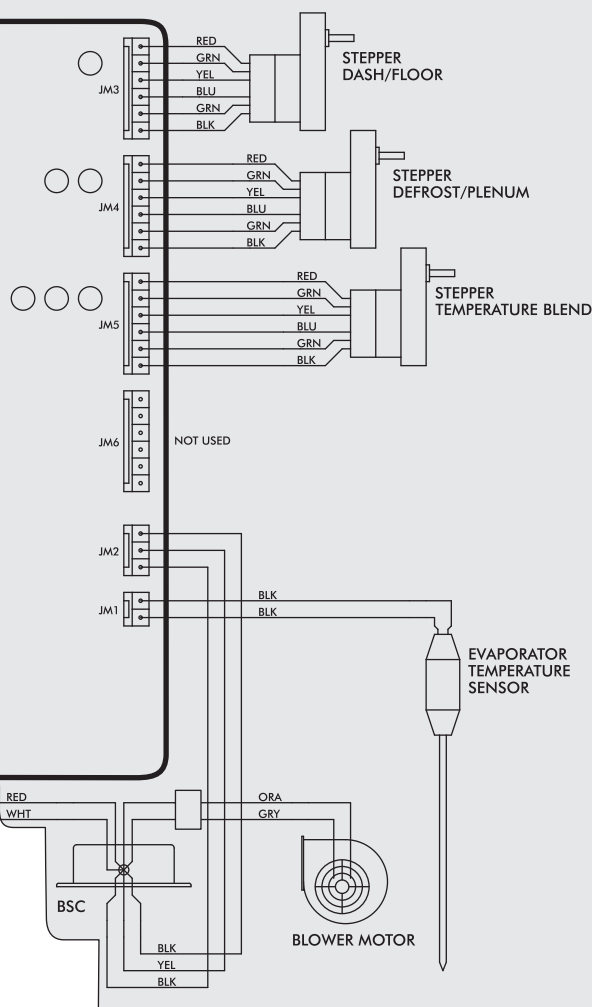 RED
GRN
YEL
BLU
GRN
BLK
JM3
STEPPER
DASH/FLOOR
RED
GRN
YEL
BLU
GRN
BLK
JM4
STEPPER
DEFROST/PLENUM
RED
GRN
YEL
BLU
GRN
BLK
JM5
STEPPER
TEMPERATURE BLEND
JM6
NOT USED
JM2
JM1
BLK
BLK
EVAPORATOR
TEMPERATURE
SENSOR
RED
WHT
ORA
GRY
BSC
BLOWER MOTOR
BLK
YEL
BLK